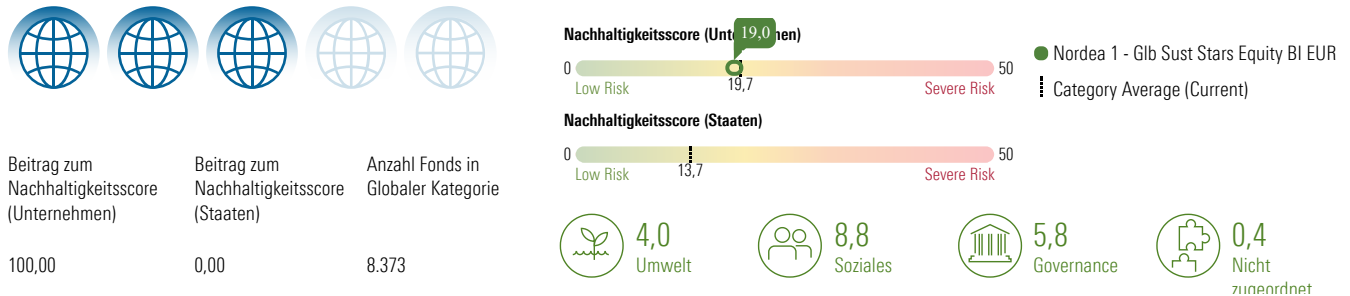 Beitrag zum
Nachhaltigkeitsscore
(Unternehmen)
100,00
Beitrag zum
Nachhaltigkeitsscore
(Staaten)
0,00
Anzahl Fonds in
Globaler Kategorie
8.373
Nachhaltigkeitsscore (Unt hen)
19,0
0
50
Low Risk
19,7
Severe Risk
Nordea 1 - Glb Sust Stars Equity BI EUR
Category Average (Current)
Nachhaltigkeitsscore (Staaten)
0
50
Low Risk
13,7
Severe Risk
4,0
Umwelt
8,8
Soziales
5,8
Governance
0,4
Nicht
zugeordnet